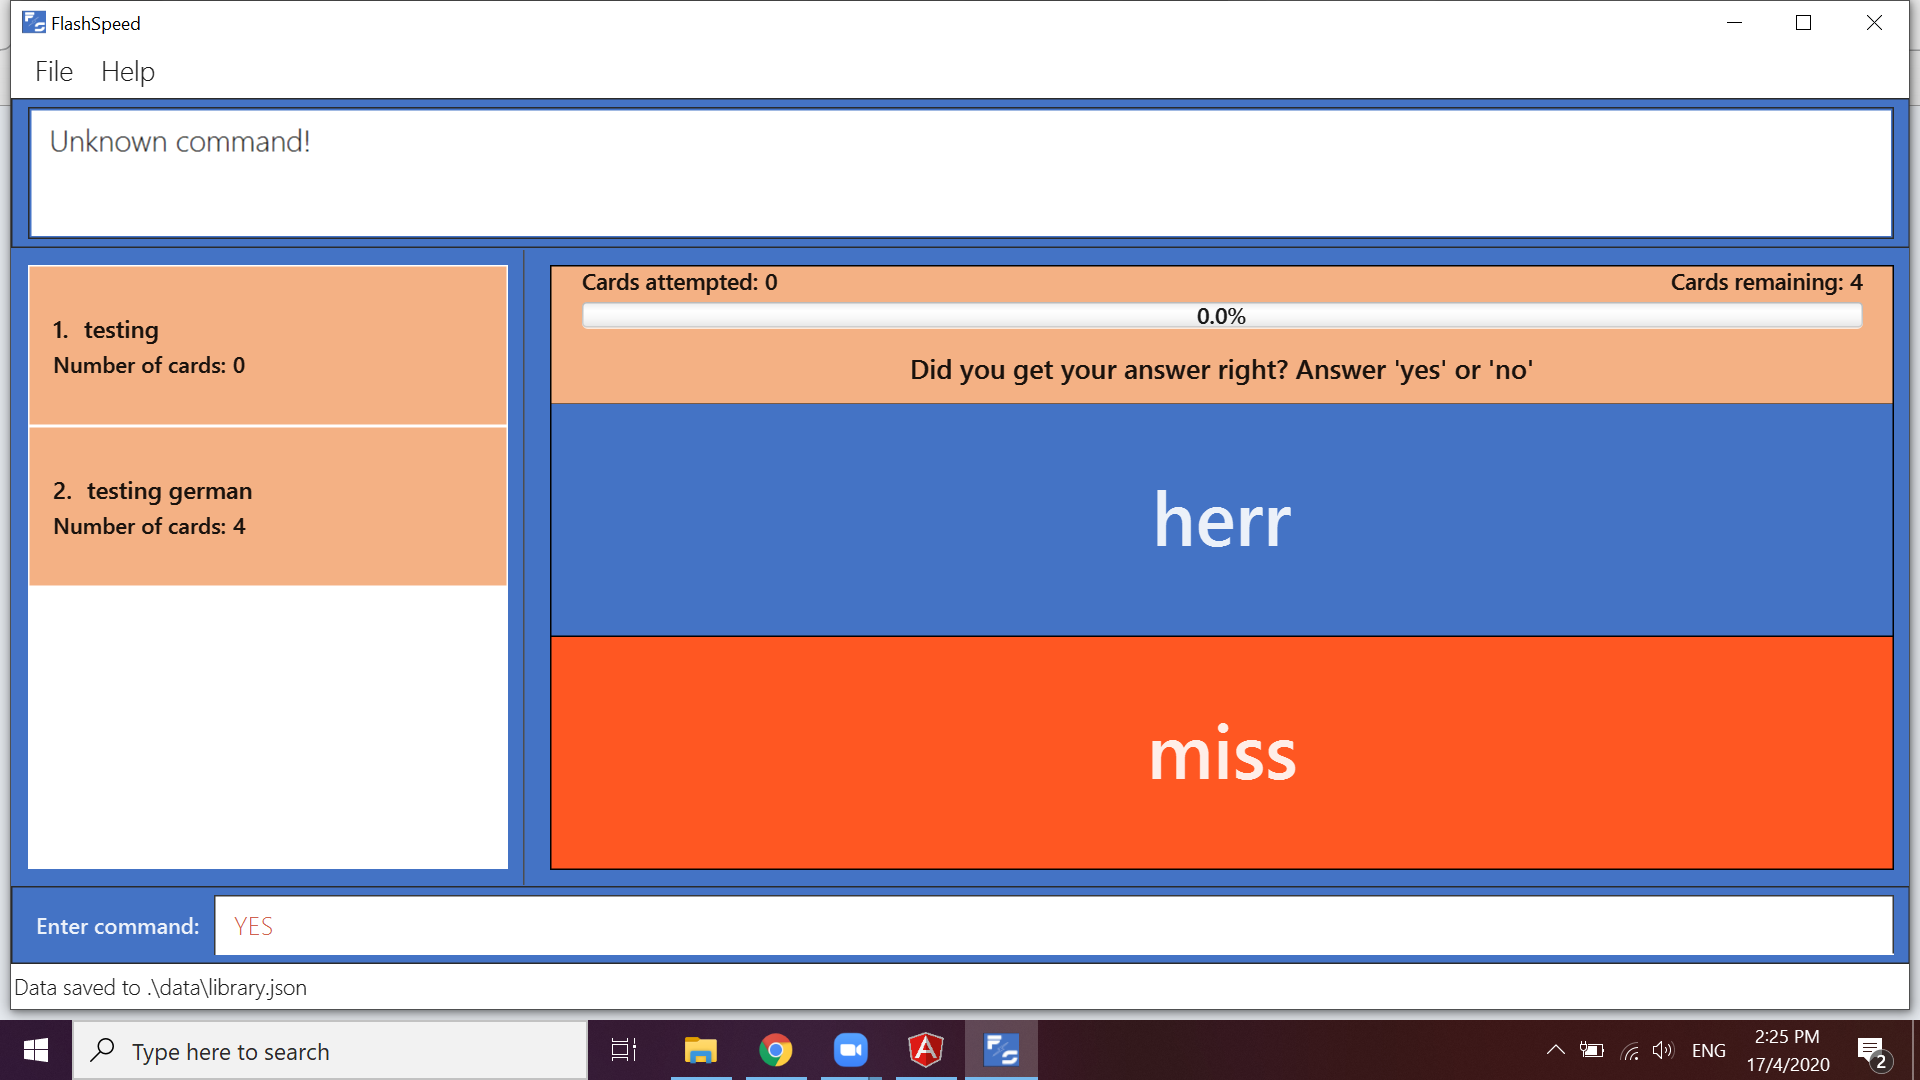 FlashSpeed
File Help
Unknown command!
1. testing
Number of cards: 0
2. testing german
Number of cards: 4
Cards attempted: 0
Cards remaining: 4
0.0%
Did you get your answer right? Answer 'yes' or 'no'
herr
miss
Enter command:
YES
Data saved to .\data\library.json
Type here to search
ENG
2:25 PM
17/4/2020
2